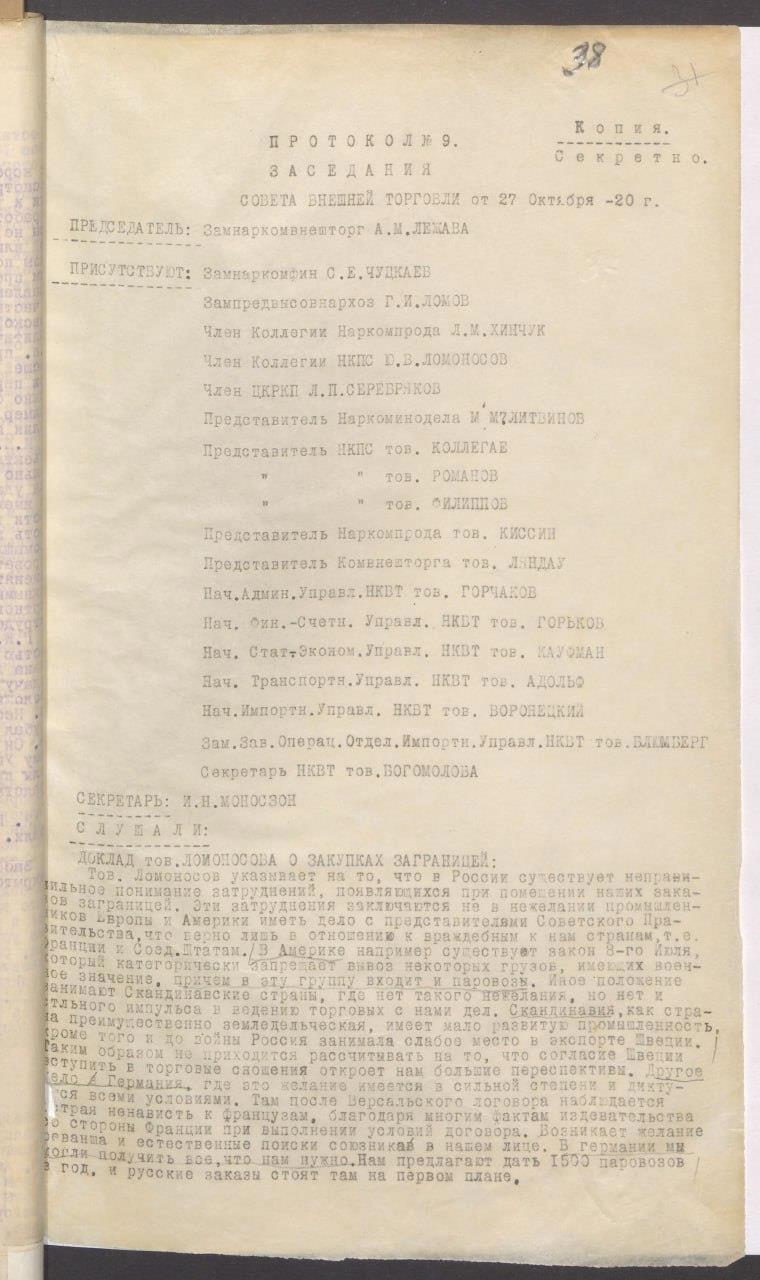 38
31
Копия.
Секретно.
ПРОТОКОЛ № 9.
ЗАСЕДАНИЯ
СОВЕТА ВНЕШНЕЙ ТОРГОВЛИ от 27 Октября -20 г.
ПРЕДСЕДАТЕЛЬ: Замнаркомвнешторг А.М.ЛЕЖАВА
ПРИСУТСТВУЮТ: Замнаркомфин С.Е.ЧУЦКАЕВ
Зампредвысовнархоз Г.И.ЛОМОВ
Член Коллегии Наркомпрода Л.М.ХИНЧУК
Член Коллегии НКПС Ю.В.ЛОМОНОСОВ
Член ЦКРКП Л.П.СЕРЕБРЯКОВ
Представитель Наркоминодела М М.ЛИТВИНОВ
Представитель НКПС тов. КОЛЛЕГАЕ
" " тов. РОМАНОВ
" " тов. ФИЛИППОВ
Представитель Наркомпрода тов. КИССИН
Представитель Комвнешторга тов. ЛЯНДАУ
Нач.Админ.Управл.НКВТ тов. ГОРЧАКОВ
Нач. Фин.-Счетн. Управл. НКВТ тов. ГОРЬКОВ
Нач. Стат-Эконом.Управл. НКВТ тов. КАУФМАН
Нач. Транспортн.Управл. НКВТ тов. АДОЛЬФ
Нач.Импортн.Управл. НКВТ тов. ВОРОНЕЦКИЙ
Зам.Зав.Операц.Отдел.Импортн.Управл.НКВТ тов.БЛЮМБЕРГ
Секретарь НКВТ тов.БОГОМОЛОВА
СЕКРЕТАРЬ: И.Н.МОНОСЗОН
СЛУШАЛИ:
ДОКЛАД тов.ЛОМОНОСОВА О ЗАКУПКАХ ЗАГРАНИЦЕЙ:
Тов. Ломоносов указывает на то, что в России существует неправи-
вильное понимание затруднений, появляющихся при помещении наших зака-
зов заграницей. Эти затруднения заключаются не в нежелании промышлен-
ников Европы и Америки иметь дело с представителями Советского Пра-
вительства,что верно лишь в отношению к враждебным к нам странам,т.е.
Франции и Соед.Штатам. В Америке например существует закон 8-го Июля,
который категорически запрещает вывоз некоторых грузов, имеющих воен-
ное значение, причем в эту группу входит и паровозы. Иное положение
занимают Скандинавские страны, где нет такого нежелания, но нет и
стльного импульса в ведению торговых с нами дел. Скандинавия,как стра-
на преимущественно земледельческая, имеет мало развитую промышленность,
кроме того и до войны Россия занимала слабое место в экспорте Швеции.
Таким образом не приходится рассчитывать на то, что согласие Швеции
вступить в торговые сношения откроет нам большие переспективы. Другое
дело в Германия, где это желание имеется в сильной степени и дикту-
ется всеми условиями. Там после Версальского логовора наблюдается
острая ненависть к французам, благодаря многим фактам издевательства
со стороны Франции при выполнении условий договора. Возникает желание
реванша и естественные поиски союзников в нашем лице. В германии мы
могли получить все,что нам нужно.Нам предлагают дать 1500 паровозов
в год, и русские заказы стоят там на первом плане.